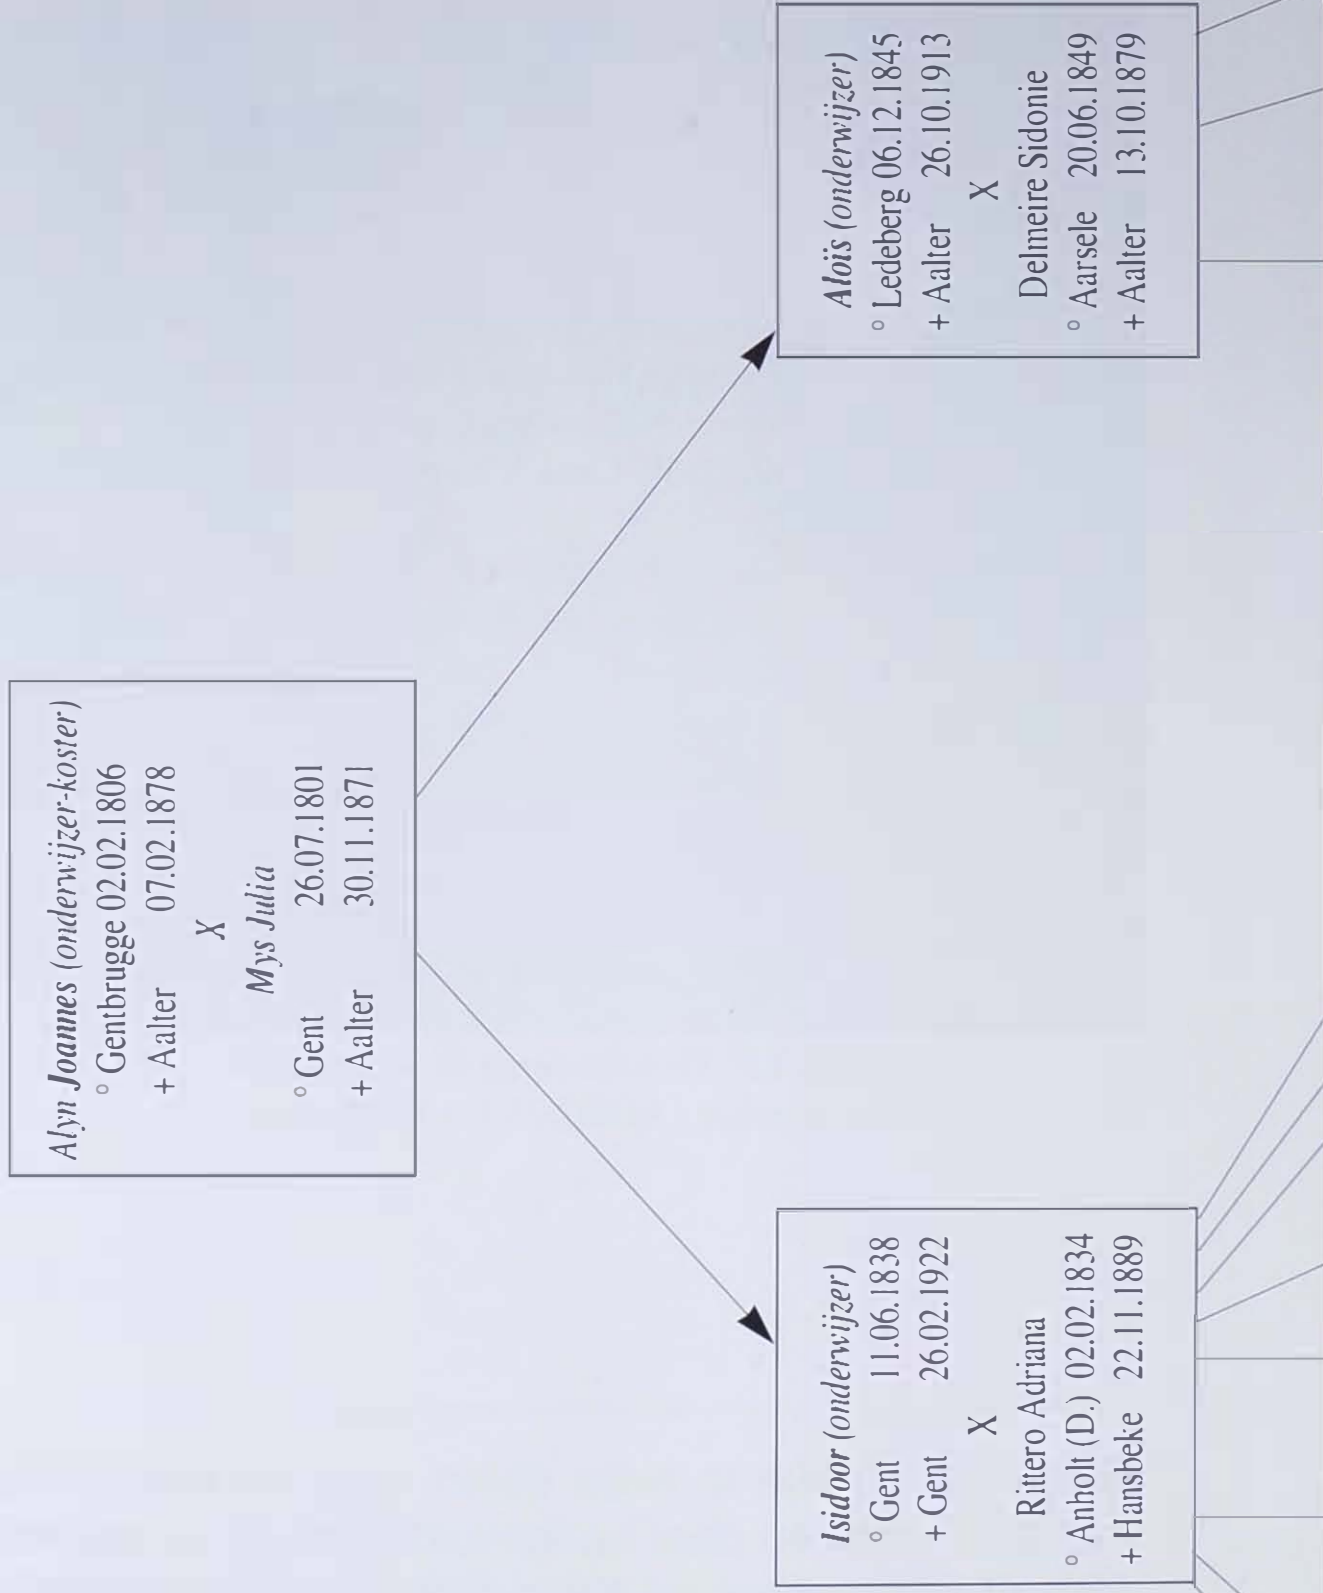 Alyn Joannes (onderwijzer-koster)
° Gentbrugge 02.02.1806
+ Aalter 07.02.1878
X
Mys Julia
° Gent 26.07.1801
+ Aalter 30.11.1871
Isidoor (onderwijzer)
° Gent 11.06.1838
+ Gent 26.02.1922
X
Rittero Adriana
° Anholt (D.) 02.02.1834
+ Hansbeke 22.11.1889
Aloïs (onderwijzer)
° Ledeberg 06.12.1845
+ Aalter 26.10.1913
X
Delmeire Sidonie
° Aarsele 20.06.1849
+ Aalter 13.10.1879